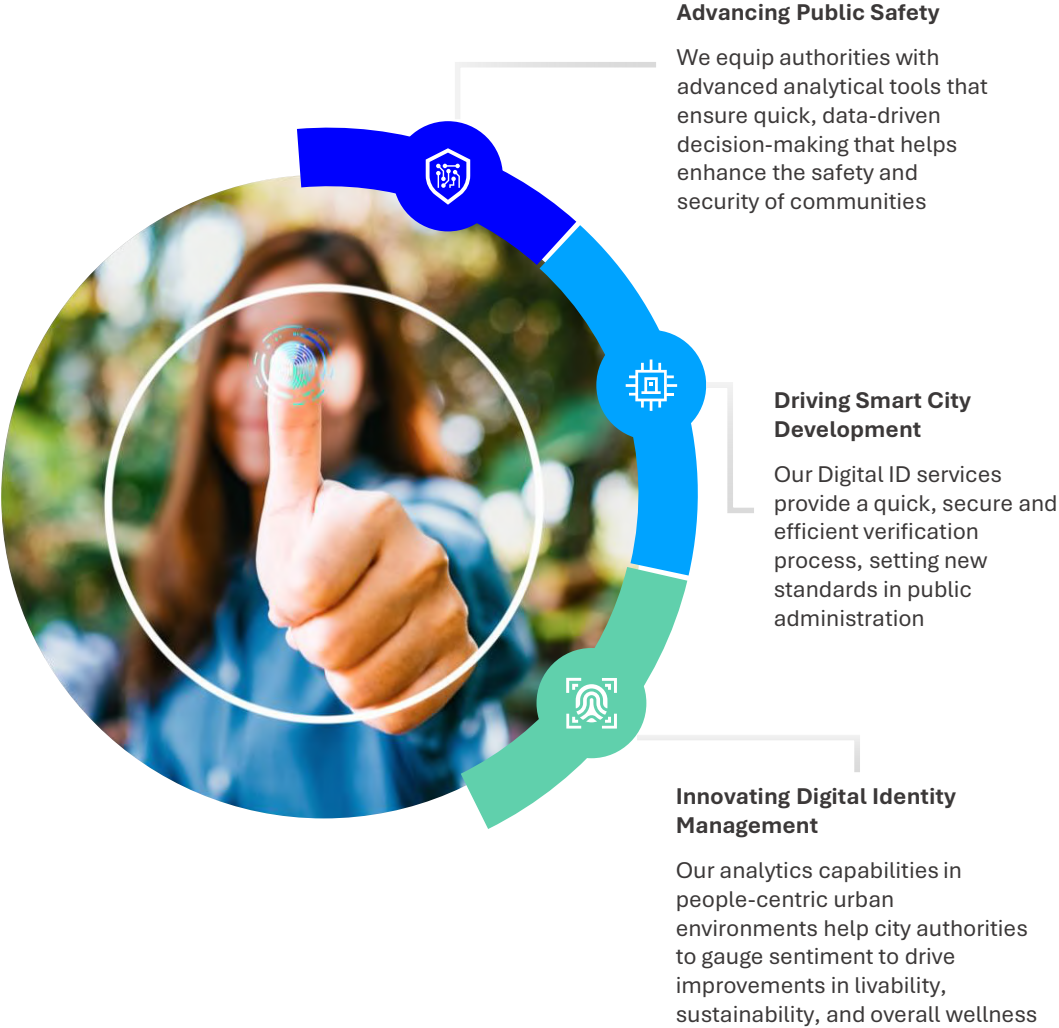 Advancing Public Safety
We equip authorities with
advanced analytical tools that
ensure quick, data-driven
decision-making that helps
enhance the safety and
security of communities
Driving Smart City
Development
Our Digital ID services
provide a quick, secure and
efficient verification
process, setting new
standards in public
administration
Innovating Digital Identity
Management
Our analytics capabilities in
people-centric urban
environments help city authorities
to gauge sentiment to drive
improvements in livability,
sustainability, and overall wellness